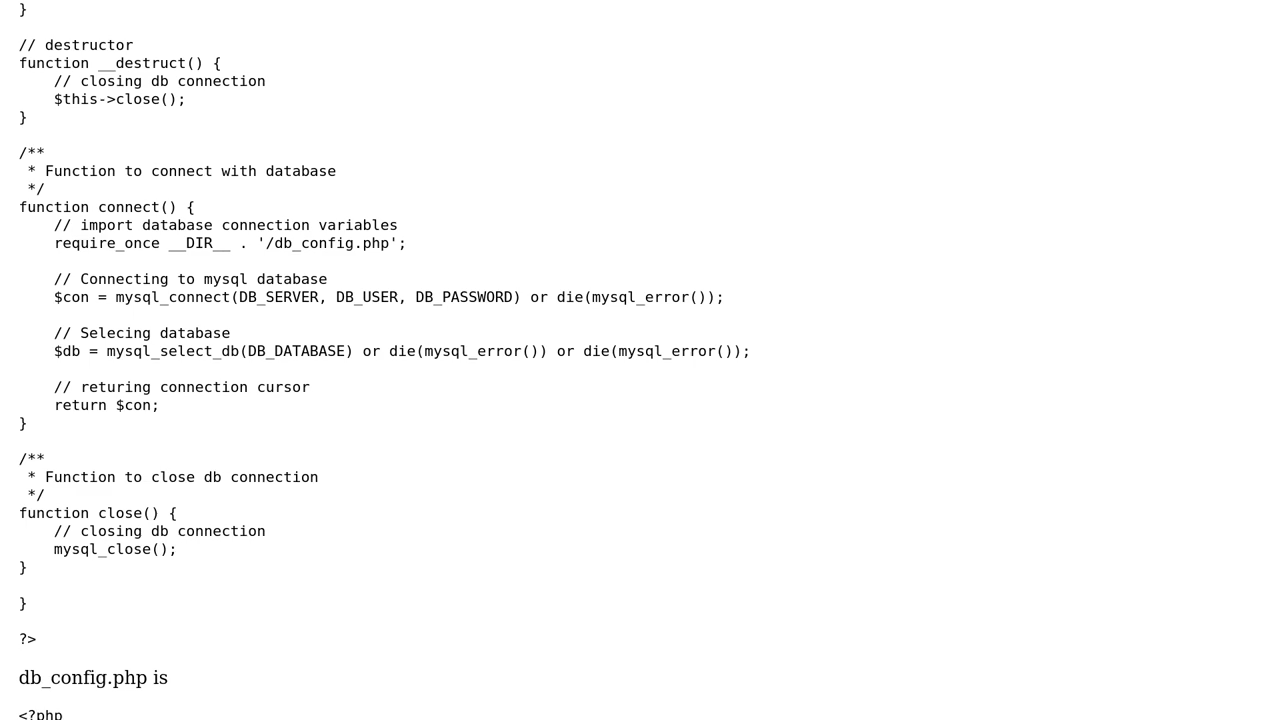 }

// destructor
function __destruct() {
    // closing db connection
    $this->close();
}

/**
 * Function to connect with database
 */
function connect() {
    // import database connection variables
    require_once __DIR__ . '/db_config.php';

    // Connecting to mysql database
    $con = mysql_connect(DB_SERVER, DB_USER, DB_PASSWORD) or die(mysql_error());

    // Selecing database
    $db = mysql_select_db(DB_DATABASE) or die(mysql_error()) or die(mysql_error());

    // returing connection cursor
    return $con;
}

/**
 * Function to close db connection
 */
function close() {
    // closing db connection
    mysql_close();
}

}

?>

db_config.php is

<?php